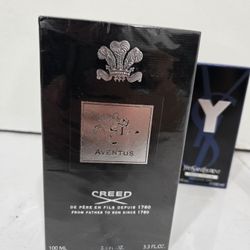 AVENTUS
CREED
DE PÈRE EN FILS DEPUIS 1760
FROM FATHER TO SON SINCE 1760
100 ML
3.3 FL.OZ.
Y
YVESSAINTLAURENT